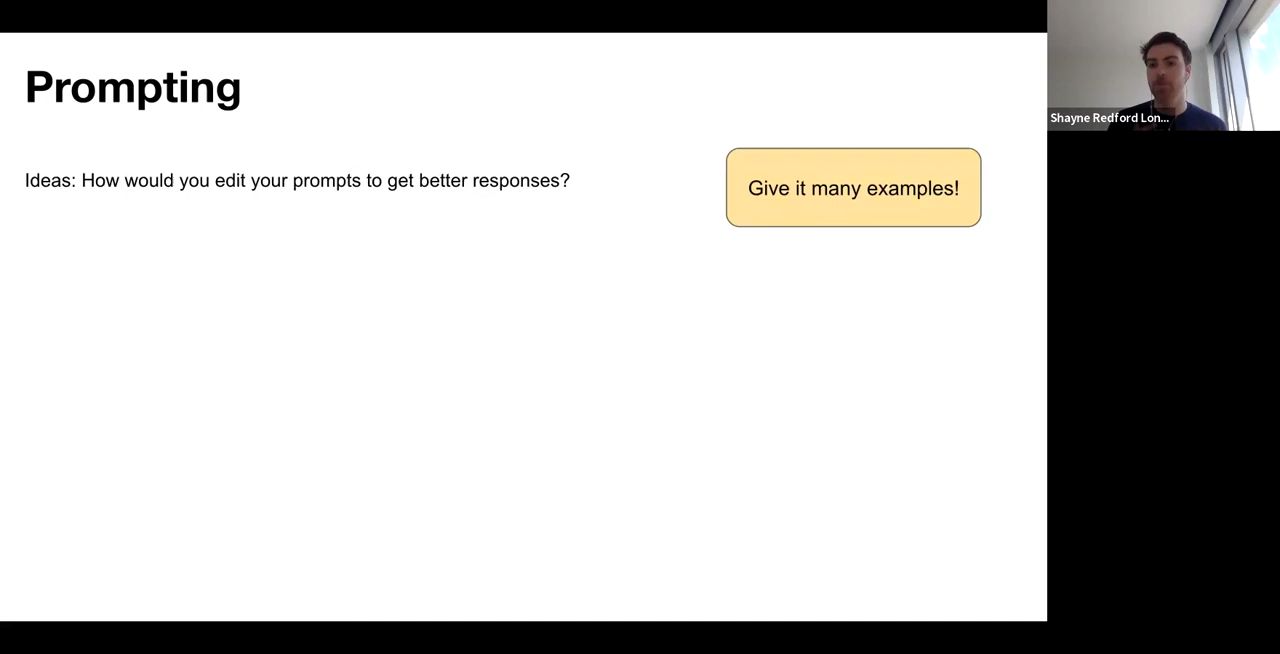 Prompting
Ideas: How would you edit your prompts to get better responses?
Give it many examples!
Shayne Redford Lon...